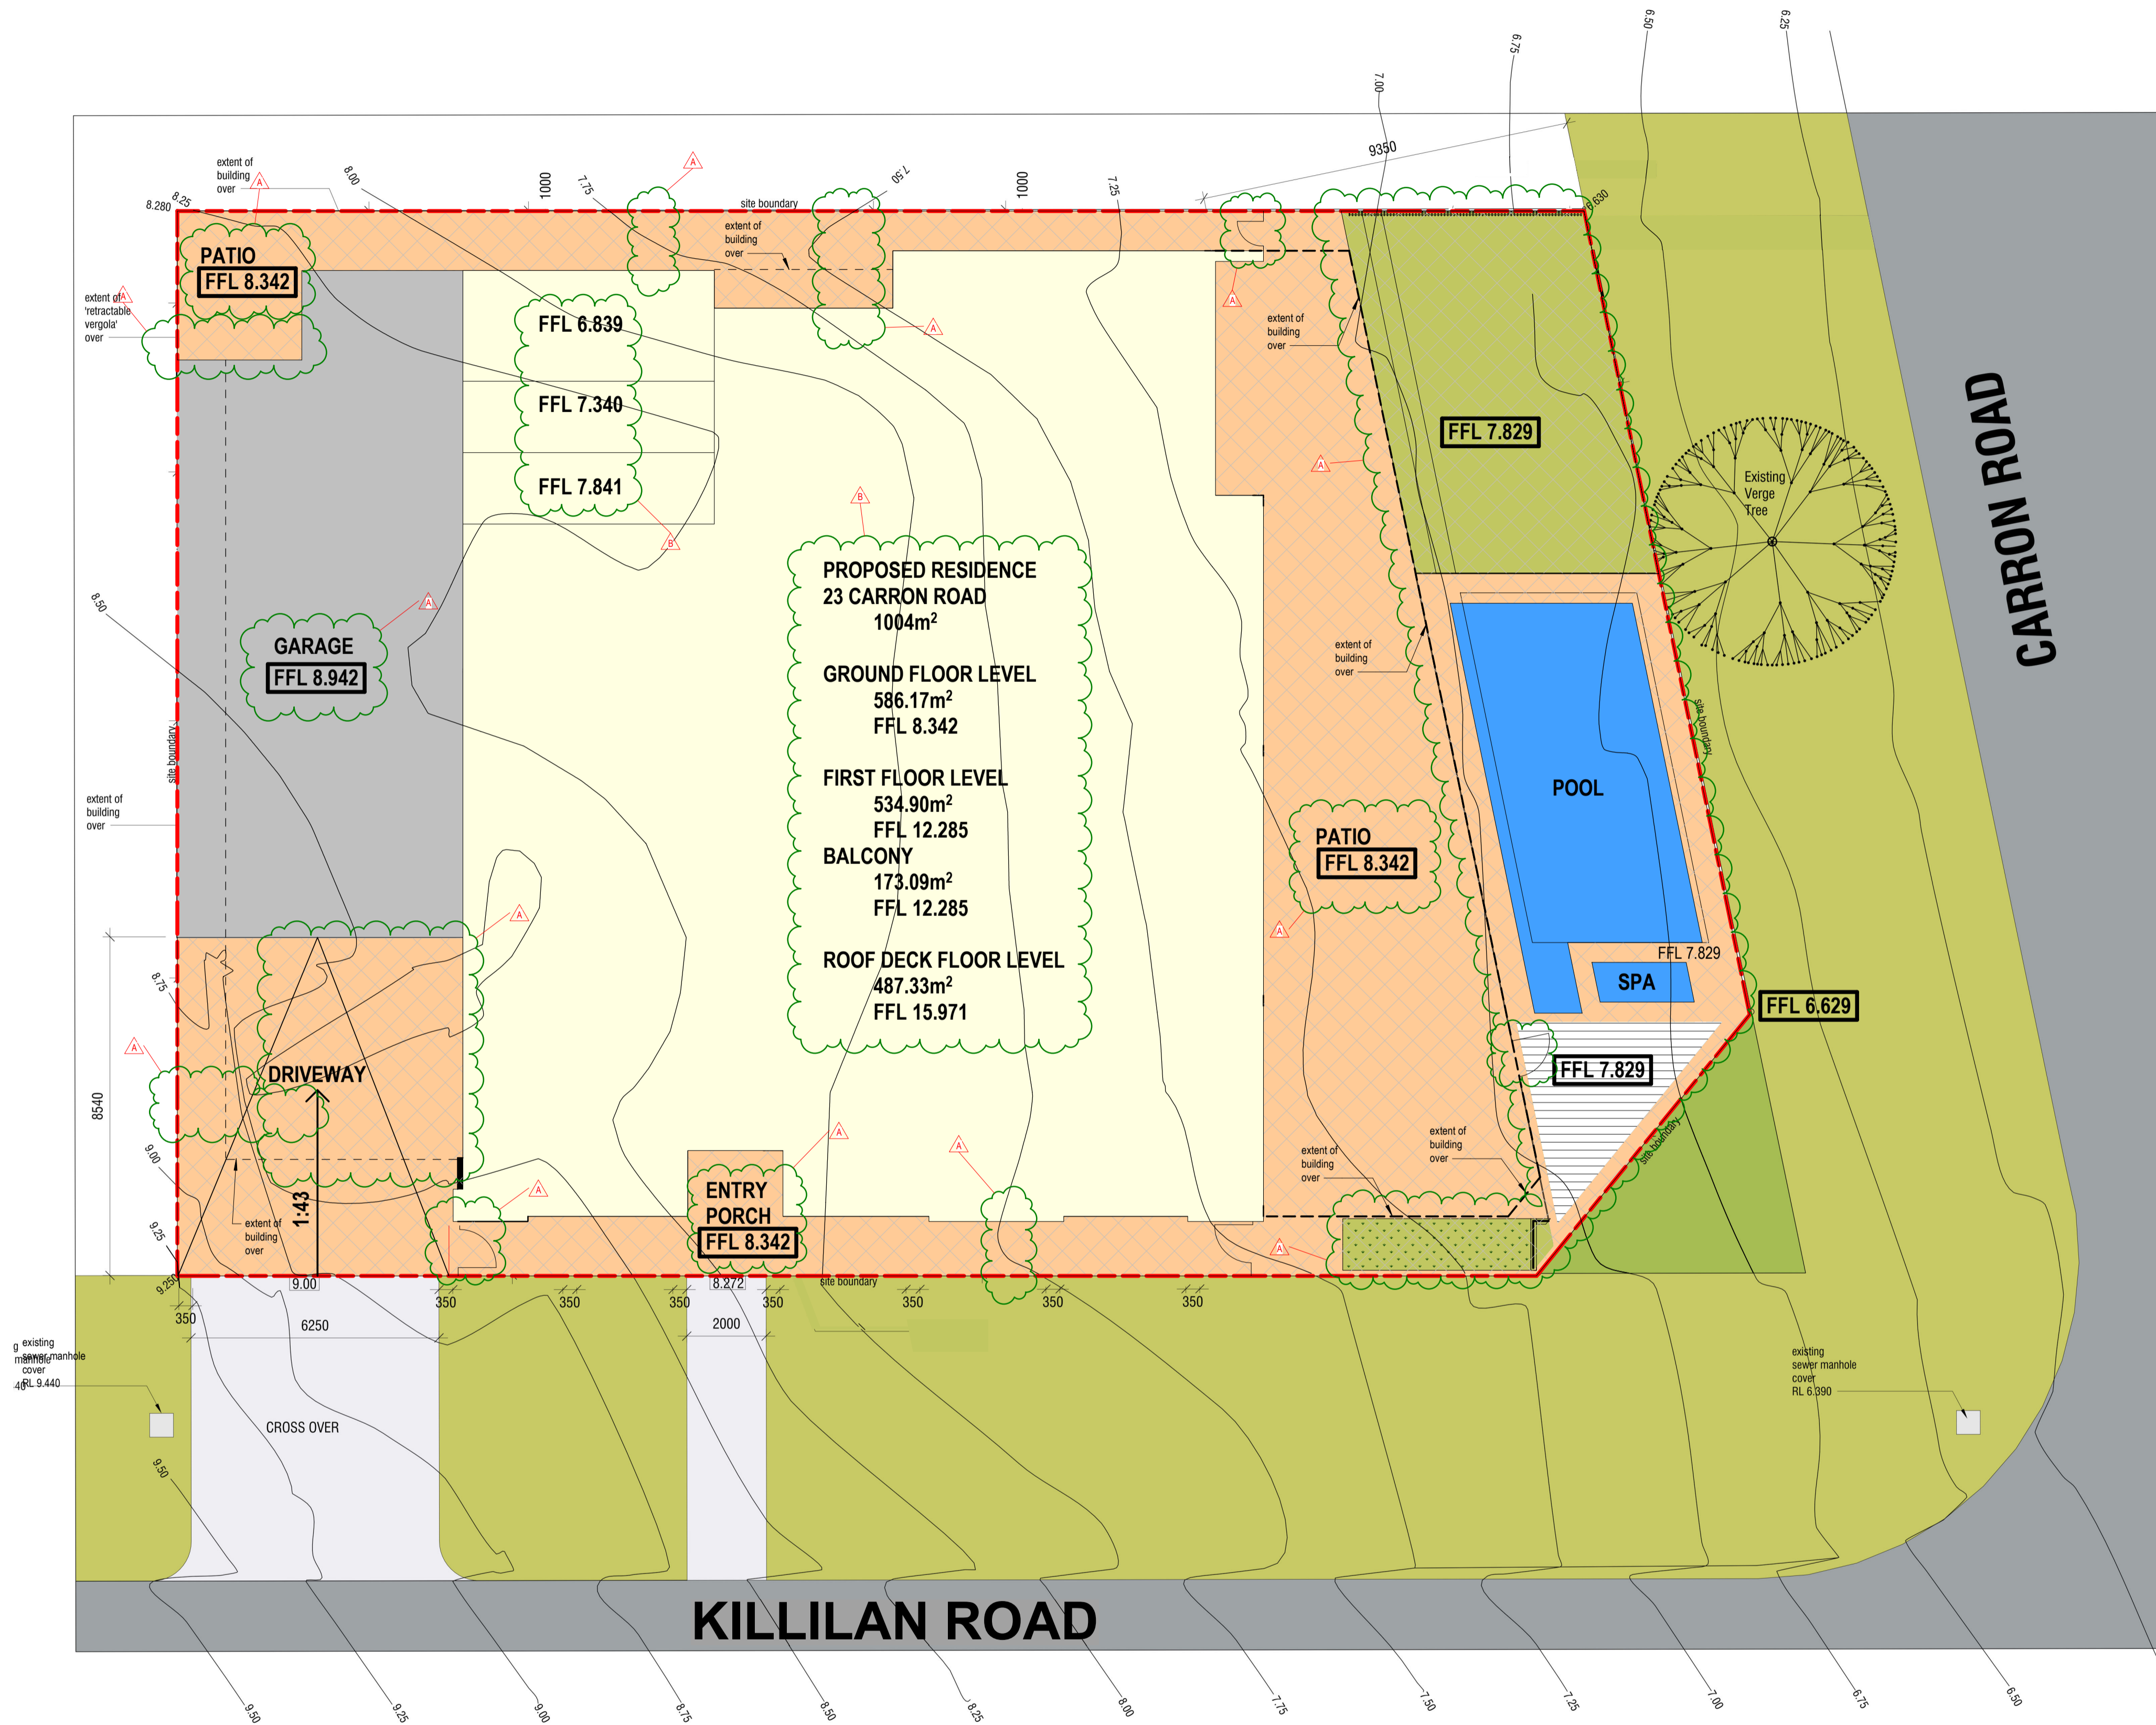 6.50
6.25
6.75
7.00
9350
extent of
building
over
A
8.00
A
1000
7.75
7.50
1000
7.25
8.280
8.25
site boundary
6.630
PATIO
FFL 8.342
extent of
building
over
extent of
'retractable
vergola'
over
A
FFL 6.839
A
A
extent of
building
over
FFL 7.340
FFL 7.829
CARRON ROAD
A
FFL 7.841
Existing
Verge
Tree
B
B
8.50
A
PROPOSED RESIDENCE
23 CARRON ROAD
1004m²
GARAGE
FFL 8.942
extent of
building
over
GROUND FLOOR LEVEL
586.17m²
FFL 8.342
site boundary
site boundary
extent of
building
over
FIRST FLOOR LEVEL
534.90m²
FFL 12.285
BALCONY
173.09m²
FFL 12.285
POOL
PATIO
FFL 8.342
A
A
ROOF DECK FLOOR LEVEL
487.33m²
FFL 15.971
FFL 7.829
SPA
FFL 6.629
8.75
A
DRIVEWAY
FFL 7.829
8540
A
A
extent of
building
over
extent of
building
over
site boundary
9.00
1:43
A
ENTRY
PORCH
FFL 8.342
A
9.25
extent of
building
over
9.250
9.00
8.272
site boundary
350
350
350
350
350
350
350
350
6250
2000
existing
sewer manhole
cover
RL 9.440
g
manhole
40
existing
sewer manhole
cover
RL 6.390
CROSS OVER
9.50
KILLILAN ROAD
9.50
9.25
9.00
8.75
8.50
8.25
8.00
7.75
7.50
7.25
7.00
6.75
6.50